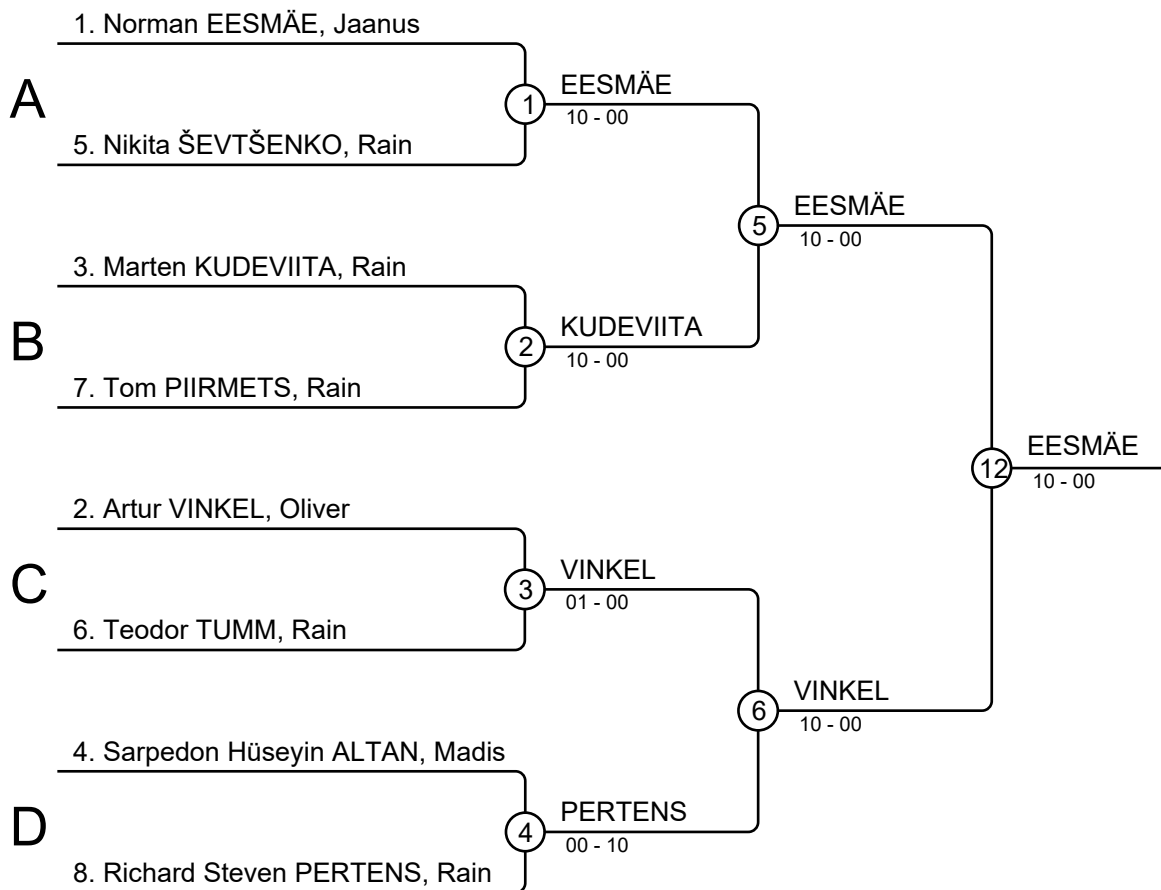 1. Norman EESMÄE, Jaanus
A
1
EESMÄE
10 - 00
5. Nikita ŠEVTŠENKO, Rain
5
EESMÄE
10 - 00
3. Marten KUDEVIITA, Rain
B
2
KUDEVIITA
10 - 00
7. Tom PIIRMETS, Rain
12
EESMÄE
10 - 00
2. Artur VINKEL, Oliver
C
3
VINKEL
01 - 00
6. Teodor TUMM, Rain
6
VINKEL
10 - 00
4. Sarpedon Hüseyin ALTAN, Madis
D
4
PERTENS
00 - 10
8. Richard Steven PERTENS, Rain